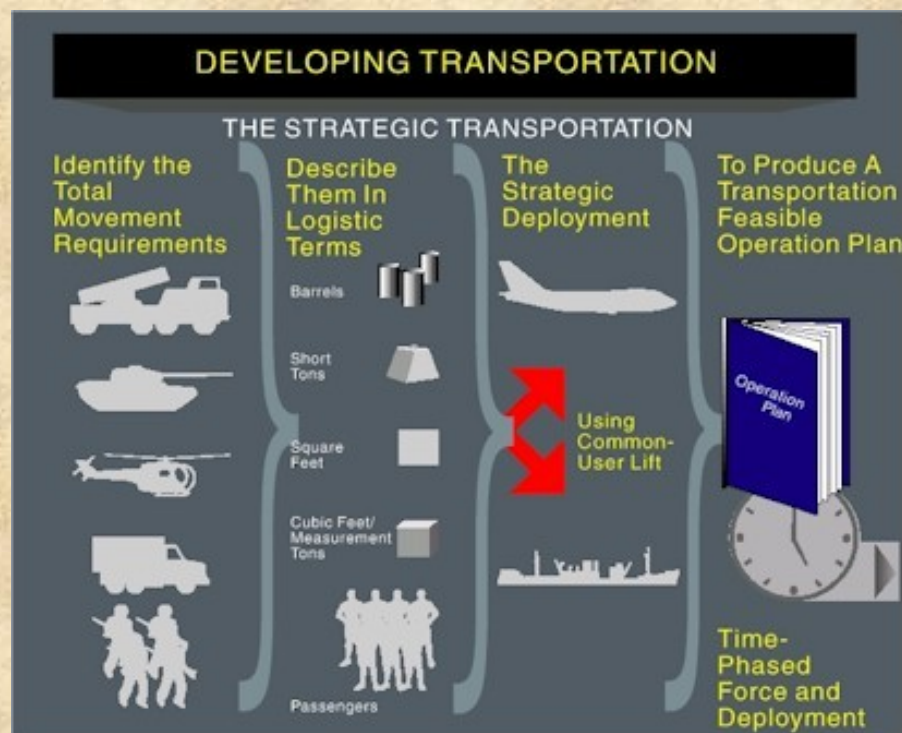 DEVELOPING TRANSPORTATION
THE STRATEGIC TRANSPORTATION
Identify the
Total
Movement
Requirements
Describe
Them In
Logistic
Terms
Barrels
Short
Tons
Square
Feet
Cubic Feet/
Measurement
Tons
Passengers
The
Strategic
Deployment
Using
Common-
User Lift
To Produce A
Transportation
Feasible
Operation Plan
Operation
Plan
Time-
Phased
Force and
Deployment